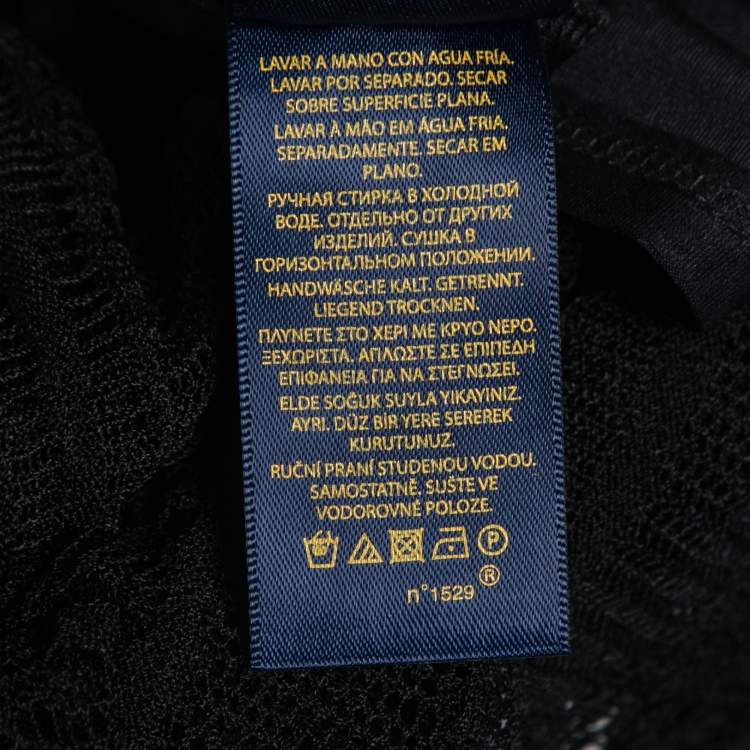 LAVAR A MANO CON AGUA FRÍA.
LAVAR POR SEPARADO. SECAR
SOBRE SUPERFICIE PLANA.
LAVAR À MÃO EM ÁGUA FRIA.
SEPARADAMENTE. SECAR EM
PLANO.
РУЧНАЯ СТИРКА В ХОЛОДНОЙ
ВОДЕ. ОТДЕЛЬНО ОТ ДРУГИХ
ИЗДЕЛИЙ. СУШКА В
ГОРИЗОНТАЛЬНОМ ПОЛОЖЕНИИ.
HANDWÄSCHE KALT. GETRENNT.
LIEGEND TROCKNEN.
ΠΛΥΝΕΤΕ ΣΤΟ ΧΕΡΙ ΜΕ ΚΡΥΟ ΝΕΡΟ.
ΞΕΧΩΡΙΣΤΑ. ΑΠΛΩΣΤΕ ΣΕ ΕΠΙΠΕΔΗ
ΕΠΙΦΑΝΕΙΑ ΓΙΑ ΝΑ ΣΤΕΓΝΩΣΕΙ.
ELDE SOĞUK SUYLA YIKAYINIZ.
AYRI. DÜZ BİR YERE SEREREK
KURUTUNUZ.
RUČNÍ PRANÍ STUDENOU VODOU.
SAMOSTATNĚ. SUŠTE VE
VODOROVNÉ POLOZE.
P
n°1529 ®